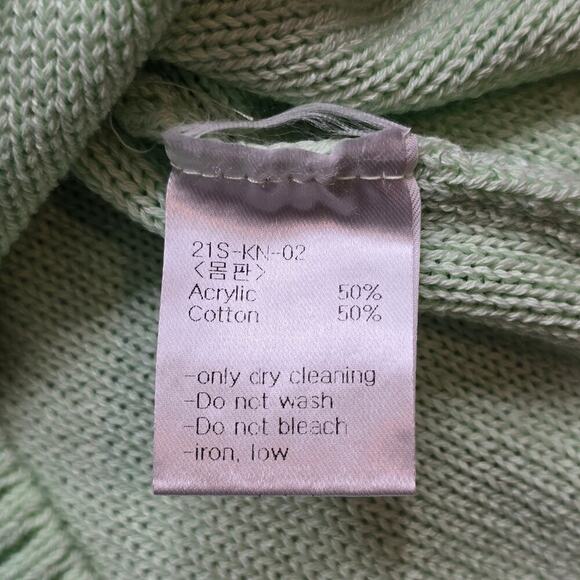 21S-KN-02
<몸판>
Acrylic 50%
Cotton 50%
-only dry cleaning
-Do not wash
-Do not bleach
-iron, low